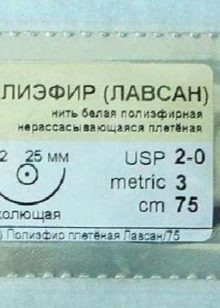 ЛИЭФИР (ЛАВСАН)
нить белая полиэфирная
нерассасывающаяся плетёная
2 25 мм
USP 2-0
metric 3
cm 75
колющая
) Полиэфир плетёная Лавсан/75